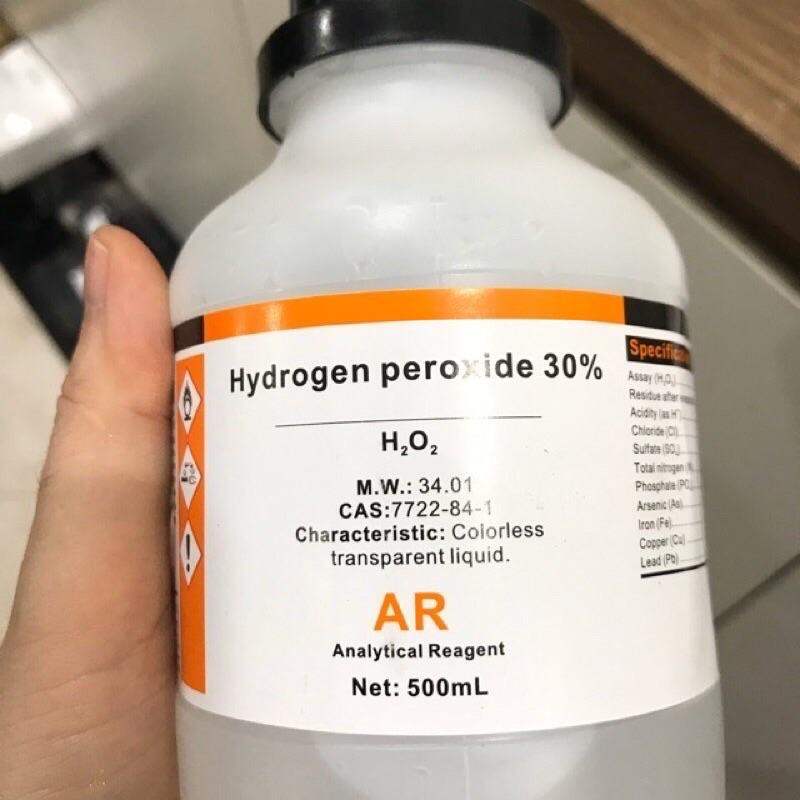 Hydrogen peroxide 30%
H₂O₂
M.W.: 34.01
CAS:7722-84-1
Characteristic: Colorless
transparent liquid.
AR
Analytical Reagent
Net: 500mL
Assay (H₂O₂)
Residue after
Acidity (as H⁺)
Chloride (Cl)
Sulfate (SO₄)
Total nitrogen (N
Phosphate (PO
Arsenic (As)
Iron (Fe)
Copper (Cu)
Lead (Pb)